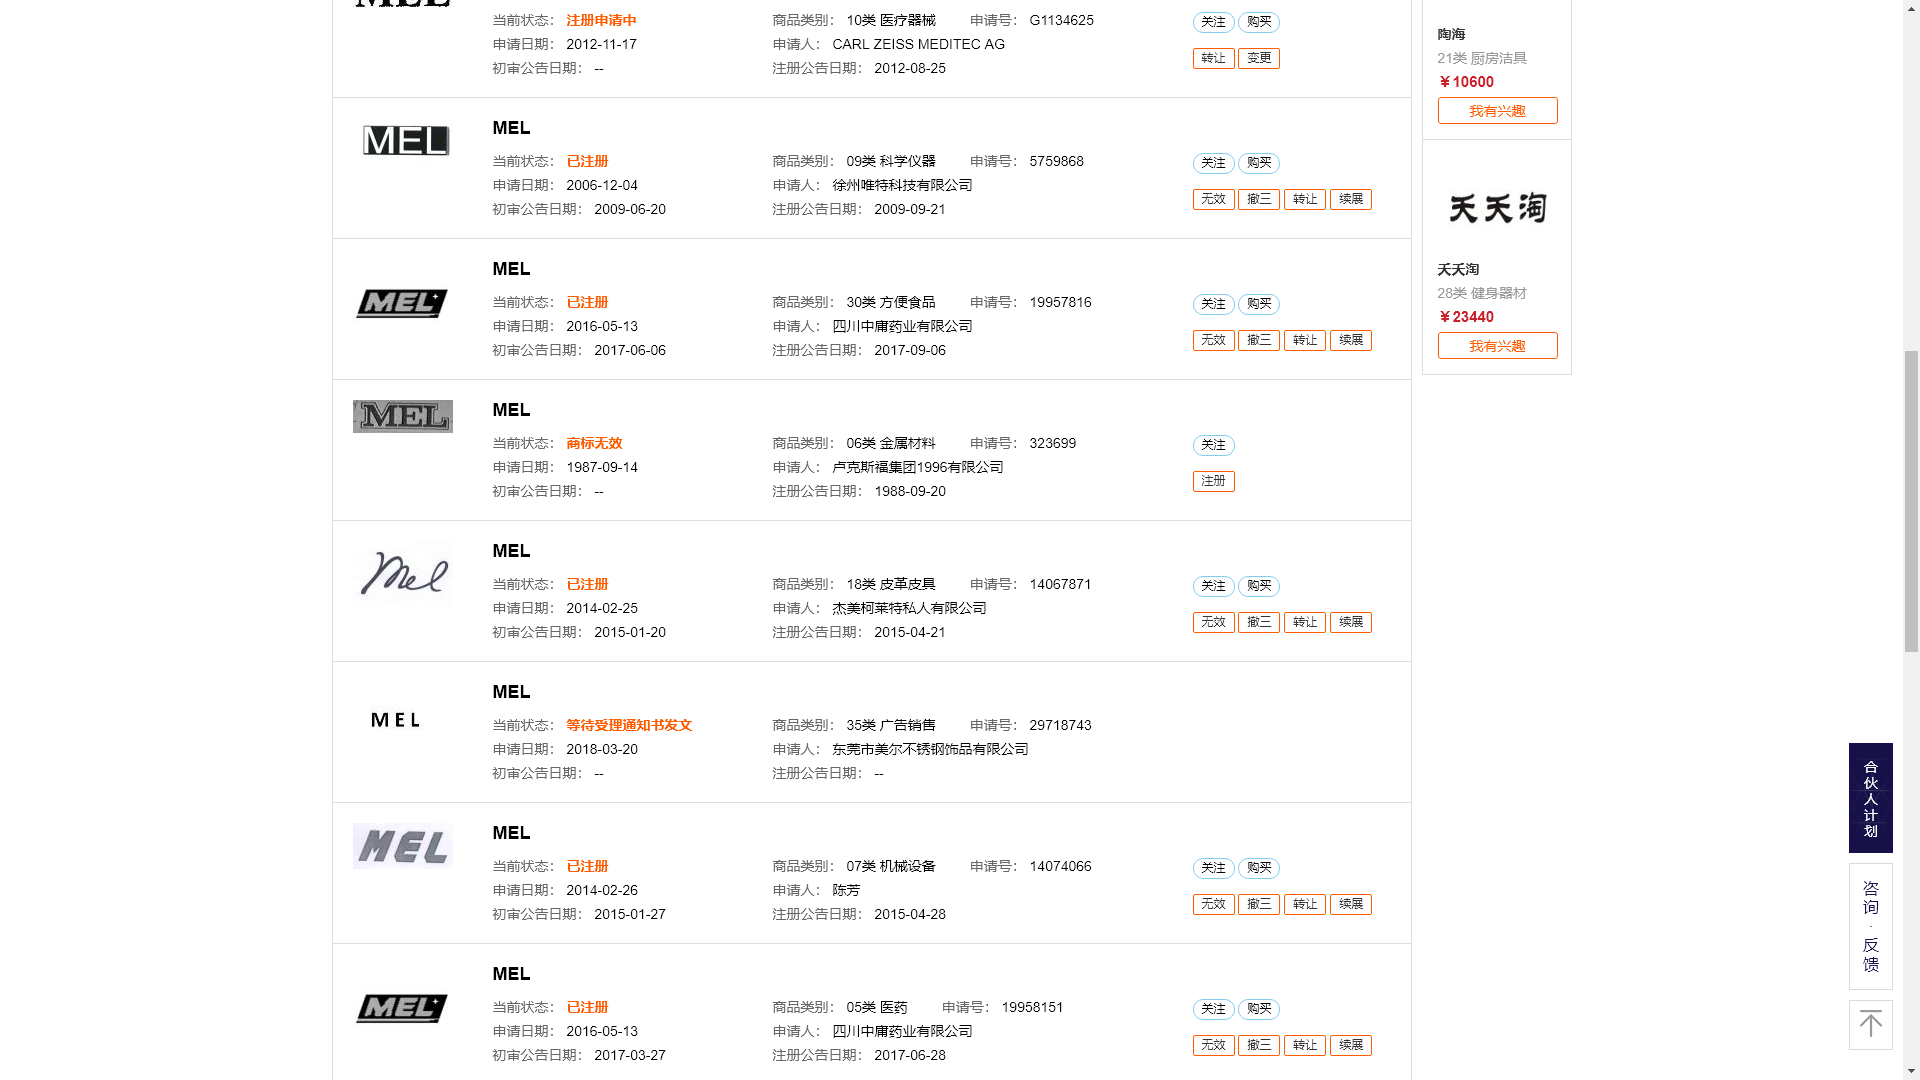 当前状态： 注册申请中 商品类别： 10类 医疗器械 申请号： G1134625 关注 购买
申请日期： 2012-11-17 申请人： CARL ZEISS MEDITEC AG
初审公告日期： -- 注册公告日期： 2012-08-25 转让 变更
MEL
MEL
当前状态： 已注册 商品类别： 09类 科学仪器 申请号： 5759868 关注 购买
申请日期： 2006-12-04 申请人： 徐州唯特科技有限公司
初审公告日期： 2009-06-20 注册公告日期： 2009-09-21 无效 撤三 转让 续展
MEL
MEL
当前状态： 已注册 商品类别： 30类 方便食品 申请号： 19957816 关注 购买
申请日期： 2016-05-13 申请人： 四川中庸药业有限公司
初审公告日期： 2017-06-06 注册公告日期： 2017-09-06 无效 撤三 转让 续展
MEL
MEL
当前状态： 商标无效 商品类别： 06类 金属材料 申请号： 323699 关注
申请日期： 1987-09-14 申请人： 卢克斯福集团1996有限公司
初审公告日期： -- 注册公告日期： 1988-09-20 注册
Mel
MEL
当前状态： 已注册 商品类别： 18类 皮革皮具 申请号： 14067871 关注 购买
申请日期： 2014-02-25 申请人： 杰美柯莱特私人有限公司
初审公告日期： 2015-01-20 注册公告日期： 2015-04-21 无效 撤三 转让 续展
MEL
MEL
当前状态： 等待受理通知书发文 商品类别： 35类 广告销售 申请号： 29718743
申请日期： 2018-03-20 申请人： 东莞市美尔不锈钢饰品有限公司
初审公告日期： -- 注册公告日期： --
MEL
MEL
当前状态： 已注册 商品类别： 07类 机械设备 申请号： 14074066 关注 购买
申请日期： 2014-02-26 申请人： 陈芳
初审公告日期： 2015-01-27 注册公告日期： 2015-04-28 无效 撤三 转让 续展
MEL
MEL
当前状态： 已注册 商品类别： 05类 医药 申请号： 19958151 关注 购买
申请日期： 2016-05-13 申请人： 四川中庸药业有限公司
初审公告日期： 2017-03-27 注册公告日期： 2017-06-28 无效 撤三 转让 续展
陶海
21类 厨房洁具
￥10600
我有兴趣
天天淘
天天淘
28类 健身器材
￥23440
我有兴趣
合伙人计划
咨询·反馈